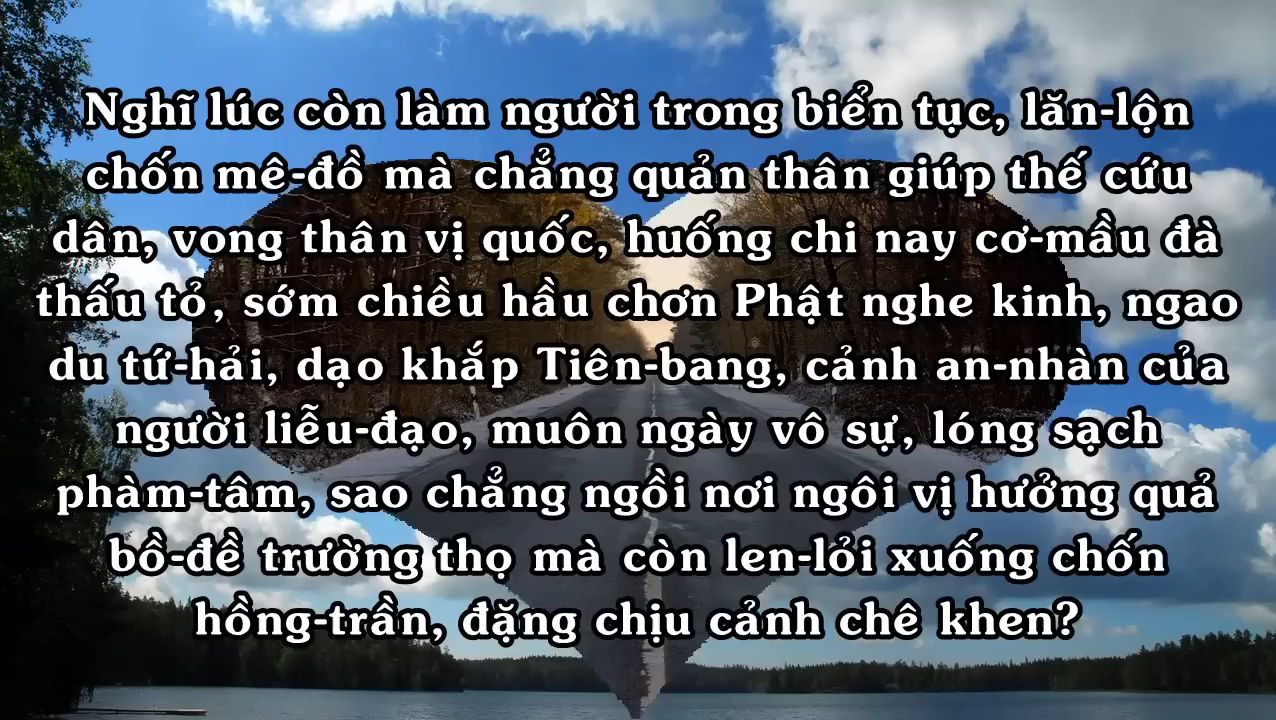 Nghĩ lúc còn làm người trong biển tục, lăn-lộn
chốn mê-đồ mà chẳng quản thân giúp thế cứu
dân, vong thân vị quốc, huống chi nay cơ-mầu đà
thấu tỏ, sớm chiều hầu chơn Phật nghe kinh, ngao
du tứ-hải, dạo khắp Tiên-bang, cảnh an-nhàn của
người liễu-đạo, muôn ngày vô sự, lóng sạch
phàm-tâm, sao chẳng ngồi nơi ngôi vị hưởng quả
bồ-đề trường thọ mà còn len-lỏi xuống chốn
hồng-trần, đặng chịu cảnh chê khen?